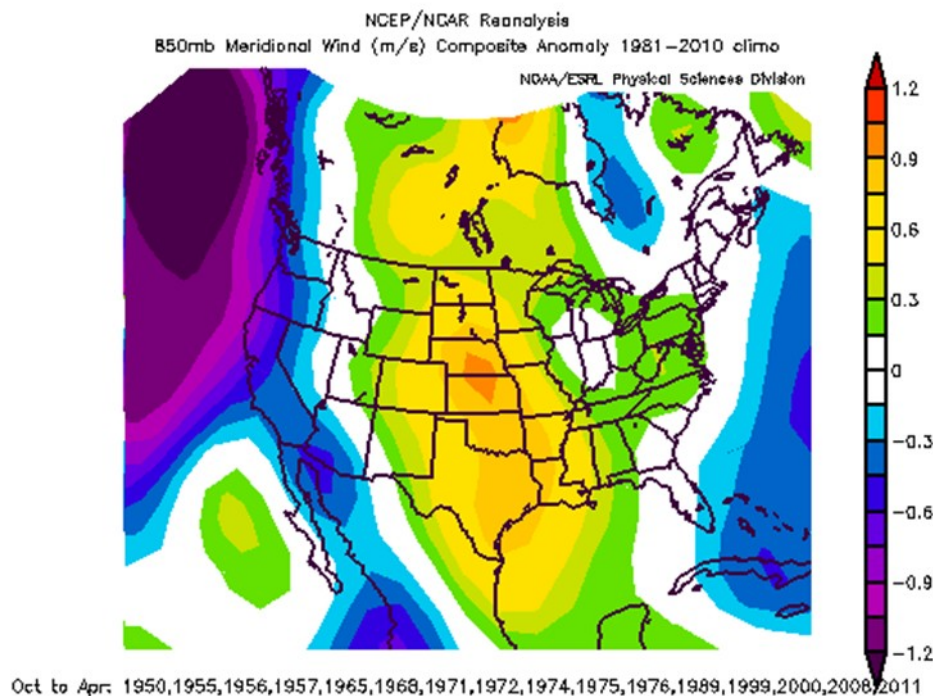 NCEP/NCAR Reanalysis
850mb Meridional Wind (m/s) Composite Anomaly 1981-2010 climo
NOAA/ESRL Physical Sciences Division
1.2
0.9
0.6
0.3
0
-0.3
-0.6
-0.9
-1.2
Oct to Apr: 1950,1955,1956,1957,1965,1968,1971,1972,1974,1975,1976,1989,1999,2000,2008,2011